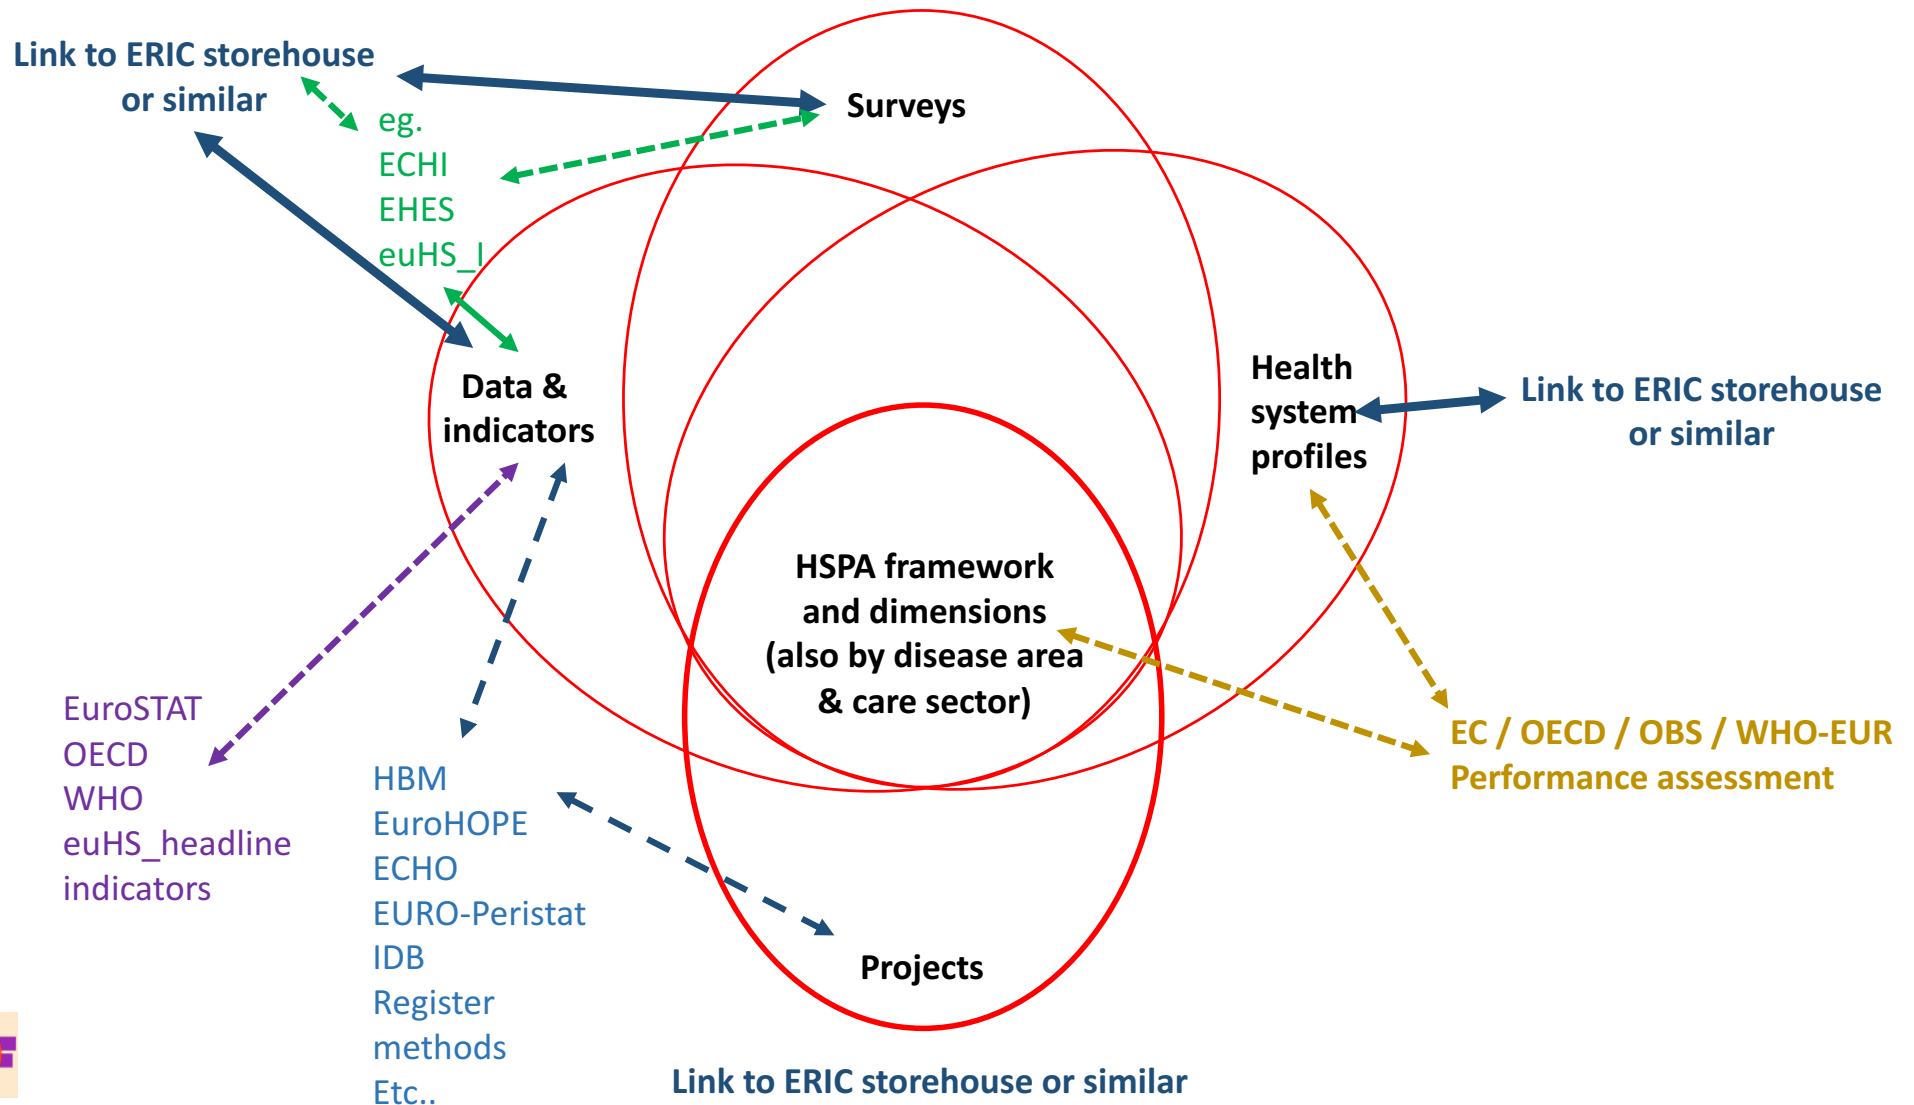 Link to ERIC storehouse
or similar
eg.
ECHI
EHES
euHS_I
Surveys
Data &
indicators
Health
system
profiles
Link to ERIC storehouse
or similar
HSPA framework
and dimensions
(also by disease area
& care sector)
EuroSTAT
OECD
WHO
euHS_headline
indicators
HBM
EuroHOPE
ECHO
EURO-Peristat
IDB
Register
methods
Etc..
EC / OECD / OBS / WHO-EUR
Performance assessment
Projects
Link to ERIC storehouse or similar